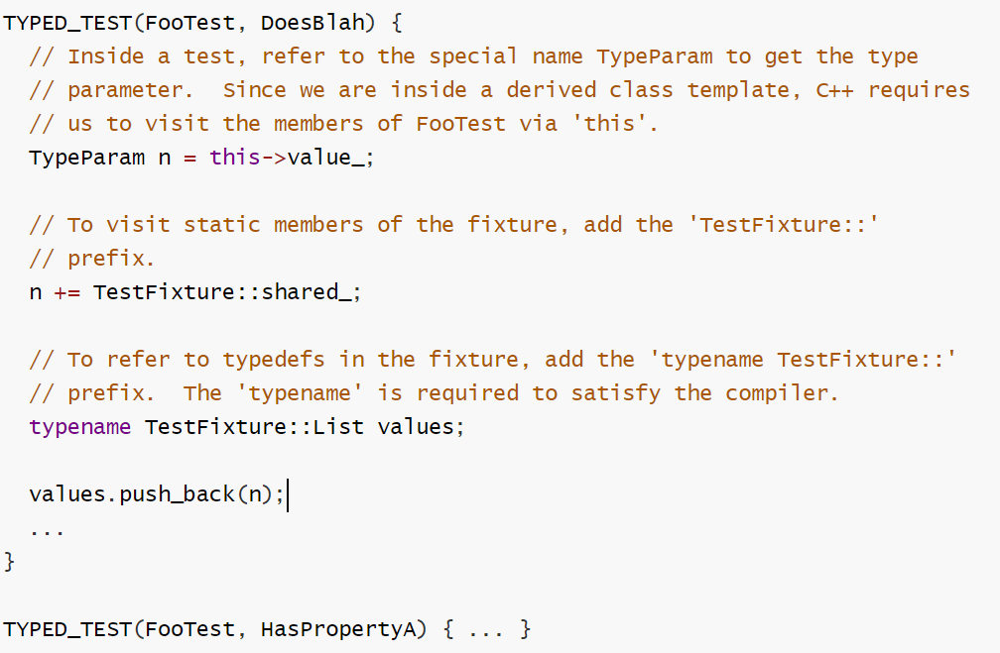 TYPED_TEST(FooTest, DoesBlah) {
  // Inside a test, refer to the special name TypeParam to get the type
  // parameter.  Since we are inside a derived class template, C++ requires
  // us to visit the members of FooTest via 'this'.
  TypeParam n = this->value_;

  // To visit static members of the fixture, add the 'TestFixture::'
  // prefix.
  n += TestFixture::shared_;

  // To refer to typedefs in the fixture, add the 'typename TestFixture::'
  // prefix.  The 'typename' is required to satisfy the compiler.
  typename TestFixture::List values;

  values.push_back(n);
  ...
}

TYPED_TEST(FooTest, HasPropertyA) { ... }